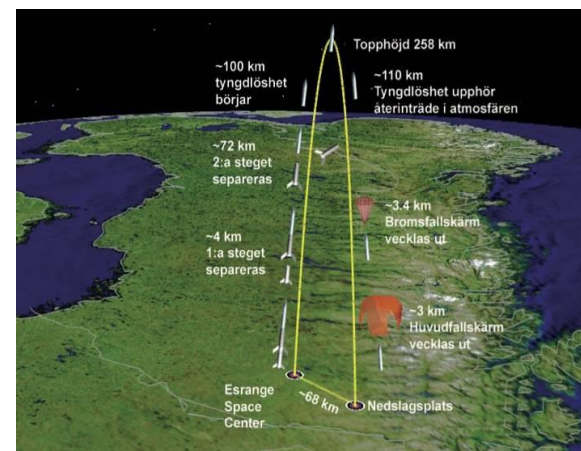 Topphöjd 258 km
~100 km
tyngdlöshet
börjar
~110 km
Tyngdlöshet upphör
återinträde i atmosfären
~72 km
2:a steget
separeras
~3.4 km
Bromsfallskärm
vecklas ut
~4 km
1:a steget
separeras
~3 km
Huvudfallskärm
vecklas ut
Esrange
Space
Center
~68 km
Nedslagsplats